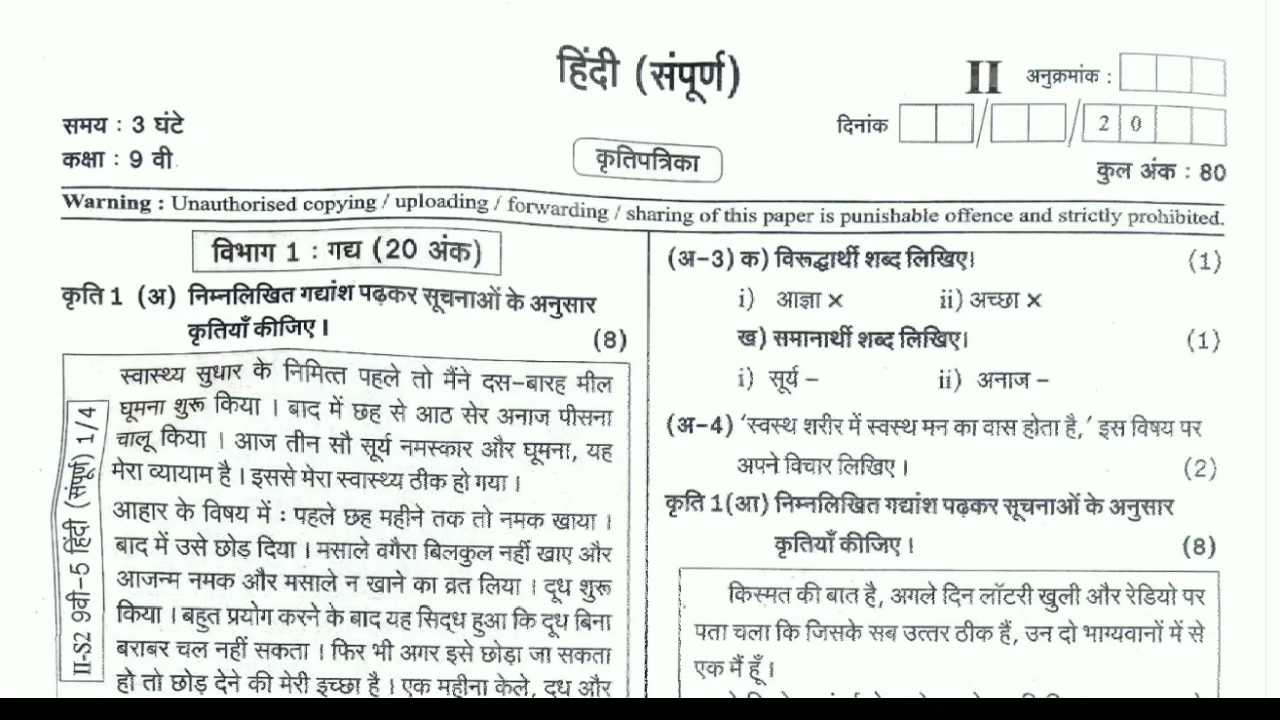 हिंदी (संपूर्ण)
II अनुक्रमांक :
समय : 3 घंटे
दिनांक / / 2 0
कक्षा : 9 वी
कृतिपत्रिका
कुल अंक : 80
Warning : Unauthorised copying / uploading / forwarding / sharing of this paper is punishable offence and strictly prohibited.
विभाग 1 : गद्य (20 अंक)
कृति 1 (अ) निम्नलिखित गद्यांश पढ़कर सूचनाओं के अनुसार
कृतियाँ कीजिए। (8)
स्वास्थ्य सुधार के निमित्त पहले तो मैंने दस-बारह मील
घूमना शुरू किया । बाद में छह से आठ सेर अनाज पीसना
चालू किया । आज तीन सौ सूर्य नमस्कार और घूमना, यह
मेरा व्यायाम है । इससे मेरा स्वास्थ्य ठीक हो गया ।
आहार के विषय में : पहले छह महीने तक तो नमक खाया ।
बाद में उसे छोड़ दिया । मसाले वगैरा बिलकुल नहीं खाए और
आजन्म नमक और मसाले न खाने का व्रत लिया । दूध शुरू
किया । बहुत प्रयोग करने के बाद यह सिद्ध हुआ कि दूध बिना
बराबर चल नहीं सकता । फिर भी अगर इसे छोड़ा जा सकता
हो तो छोड़ देने की मेरी इच्छा है । एक महीना केले, दूध और
II-S2 9वी-5 हिंदी (संपूर्ण) 1/4
(अ-3) क) विरूद्धार्थी शब्द लिखिए। (1)
i) आज्ञा × ii) अच्छा ×
ख) समानार्थी शब्द लिखिए। (1)
i) सूर्य – ii) अनाज –
(अ-4) ‘स्वस्थ शरीर में स्वस्थ मन का वास होता है,’ इस विषय पर
अपने विचार लिखिए । (2)
कृति 1(आ) निम्नलिखित गद्यांश पढ़कर सूचनाओं के अनुसार
कृतियाँ कीजिए । (8)
किस्मत की बात है, अगले दिन लॉटरी खुली और रेडियो पर
पता चला कि जिसके सब उत्तर ठीक हैं, उन दो भाग्यवानों में से
एक मैं हूँ ।